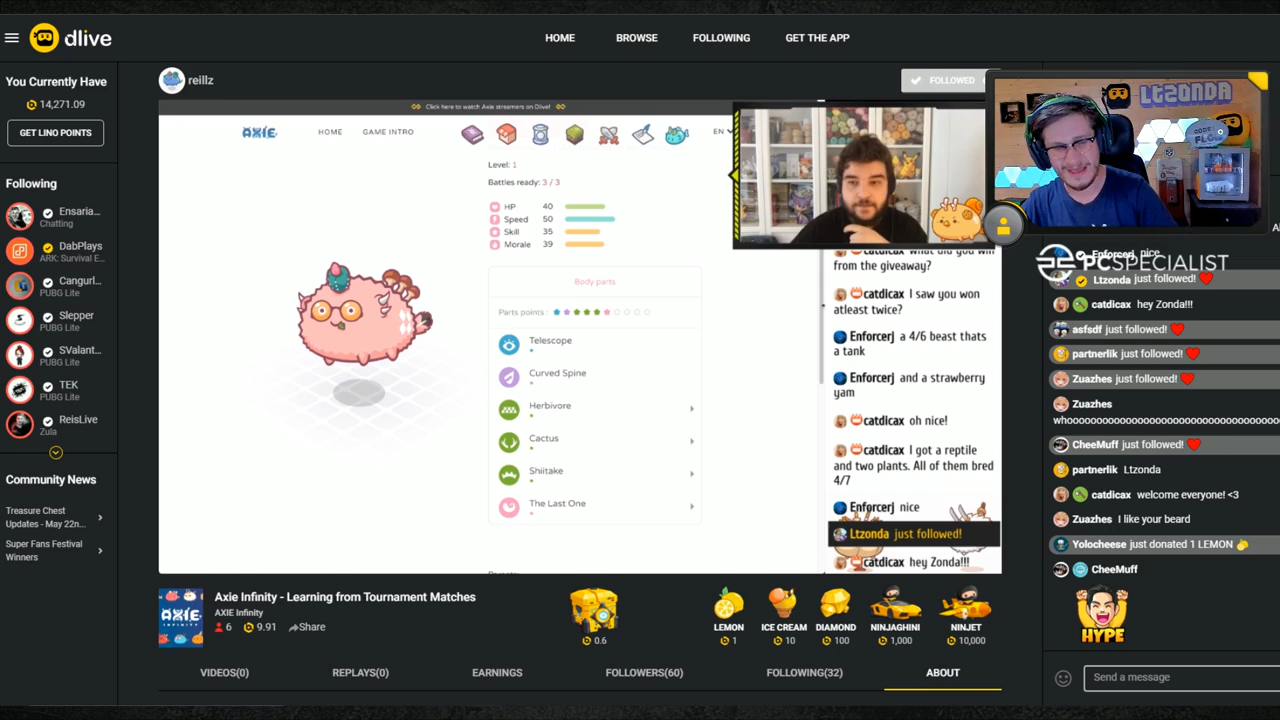 dlive
HOME
BROWSE
FOLLOWING
GET THE APP
You Currently Have
14,271.09
GET LINO POINTS
Following
Ensaria...
Chatting
DabPlays
ARK: Survival E...
Cangurl...
PUBG Lite
Slepper
PUBG Lite
SValant...
PUBG Lite
TEK
PUBG Lite
ReisLive
Zula
Community News
Treasure Chest
Updates - May 22n...
Super Fans Festival
Winners
reillz
FOLLOWED
Click here to watch Axie streamers on Dlive!
AXIE
HOME
GAME INTRO
EN
Level: 1
Battles ready: 3 / 3
HP 40
Speed 50
Skill 35
Morale 39
Body parts
Parts points :
Telescope
Curved Spine
Herbivore
Cactus
Shiitake
The Last One
LTZONDA
CODE
from the giveaway?
catdicax I saw you won
atleast twice?
Enforcerj a 4/6 beast thats
a tank
Enforcerj and a strawberry
yam
catdicax oh nice!
catdicax I got a reptile
and two plants. All of them bred
4/7
Enforcerj nice
Ltzonda just followed!
catdicax hey Zonda!!!
Axie Infinity - Learning from Tournament Matches
AXIE Infinity
6
9.91
Share
AXIE
INFINITY
0.6
LEMON
1
ICE CREAM
10
DIAMOND
100
NINJAGHINI
1,000
NINJET
10,000
VIDEOS(0)
REPLAYS(0)
EARNINGS
FOLLOWERS(60)
FOLLOWING(32)
ABOUT
Enforcerj nice
PCSPECIALIST
Ltzonda just followed!
catdicax hey Zonda!!!
asfsdf just followed!
partnerlik just followed!
Zuazhes just followed!
Zuazhes
CheeMuff just followed!
partnerlik Ltzonda
catdicax welcome everyone! <3
Zuazhes I like your beard
Yolocheese just donated 1 LEMON
CheeMuff
HYPE
Send a message